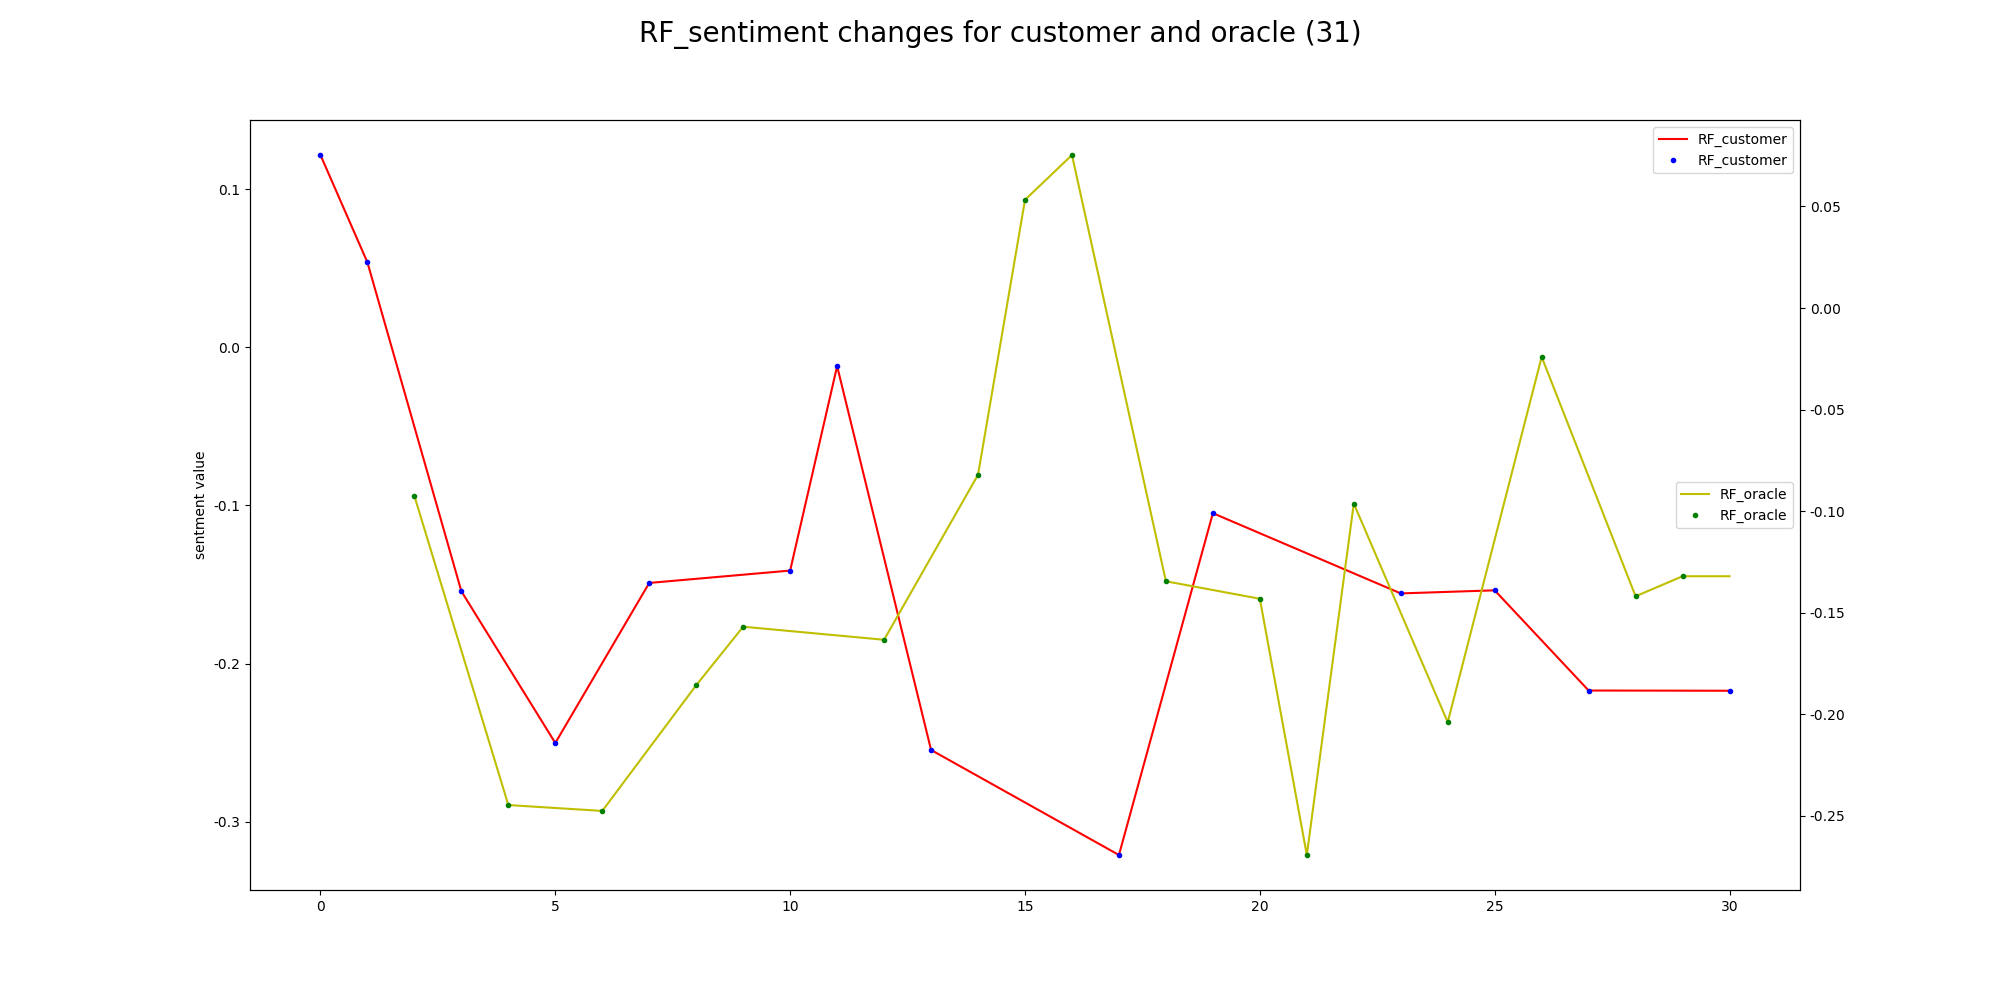 RF_sentiment changes for customer and oracle (31)
RF_customer
RF_customer
RF_oracle
RF_oracle
sentment value
0.1
0.0
-0.1
-0.2
-0.3
0.05
0.00
-0.05
-0.10
-0.15
-0.20
-0.25
0 5 10 15 20 25 30